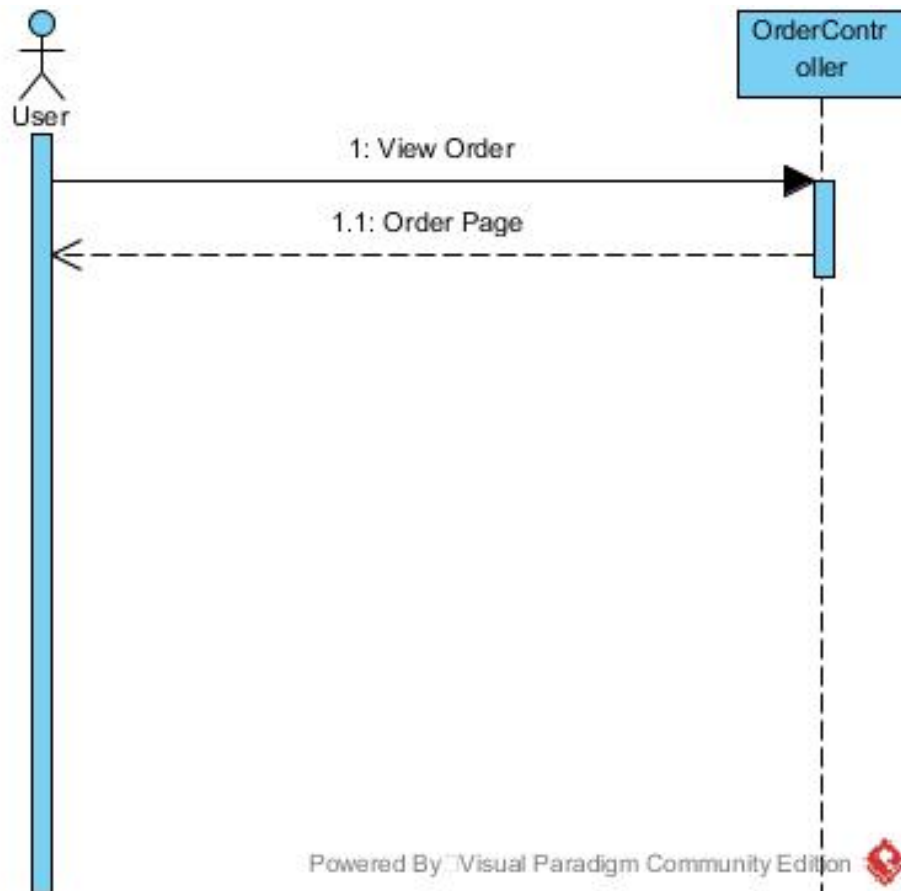 OrderContr
oller
User
1: View Order
1.1: Order Page
Powered By Visual Paradigm Community Edition